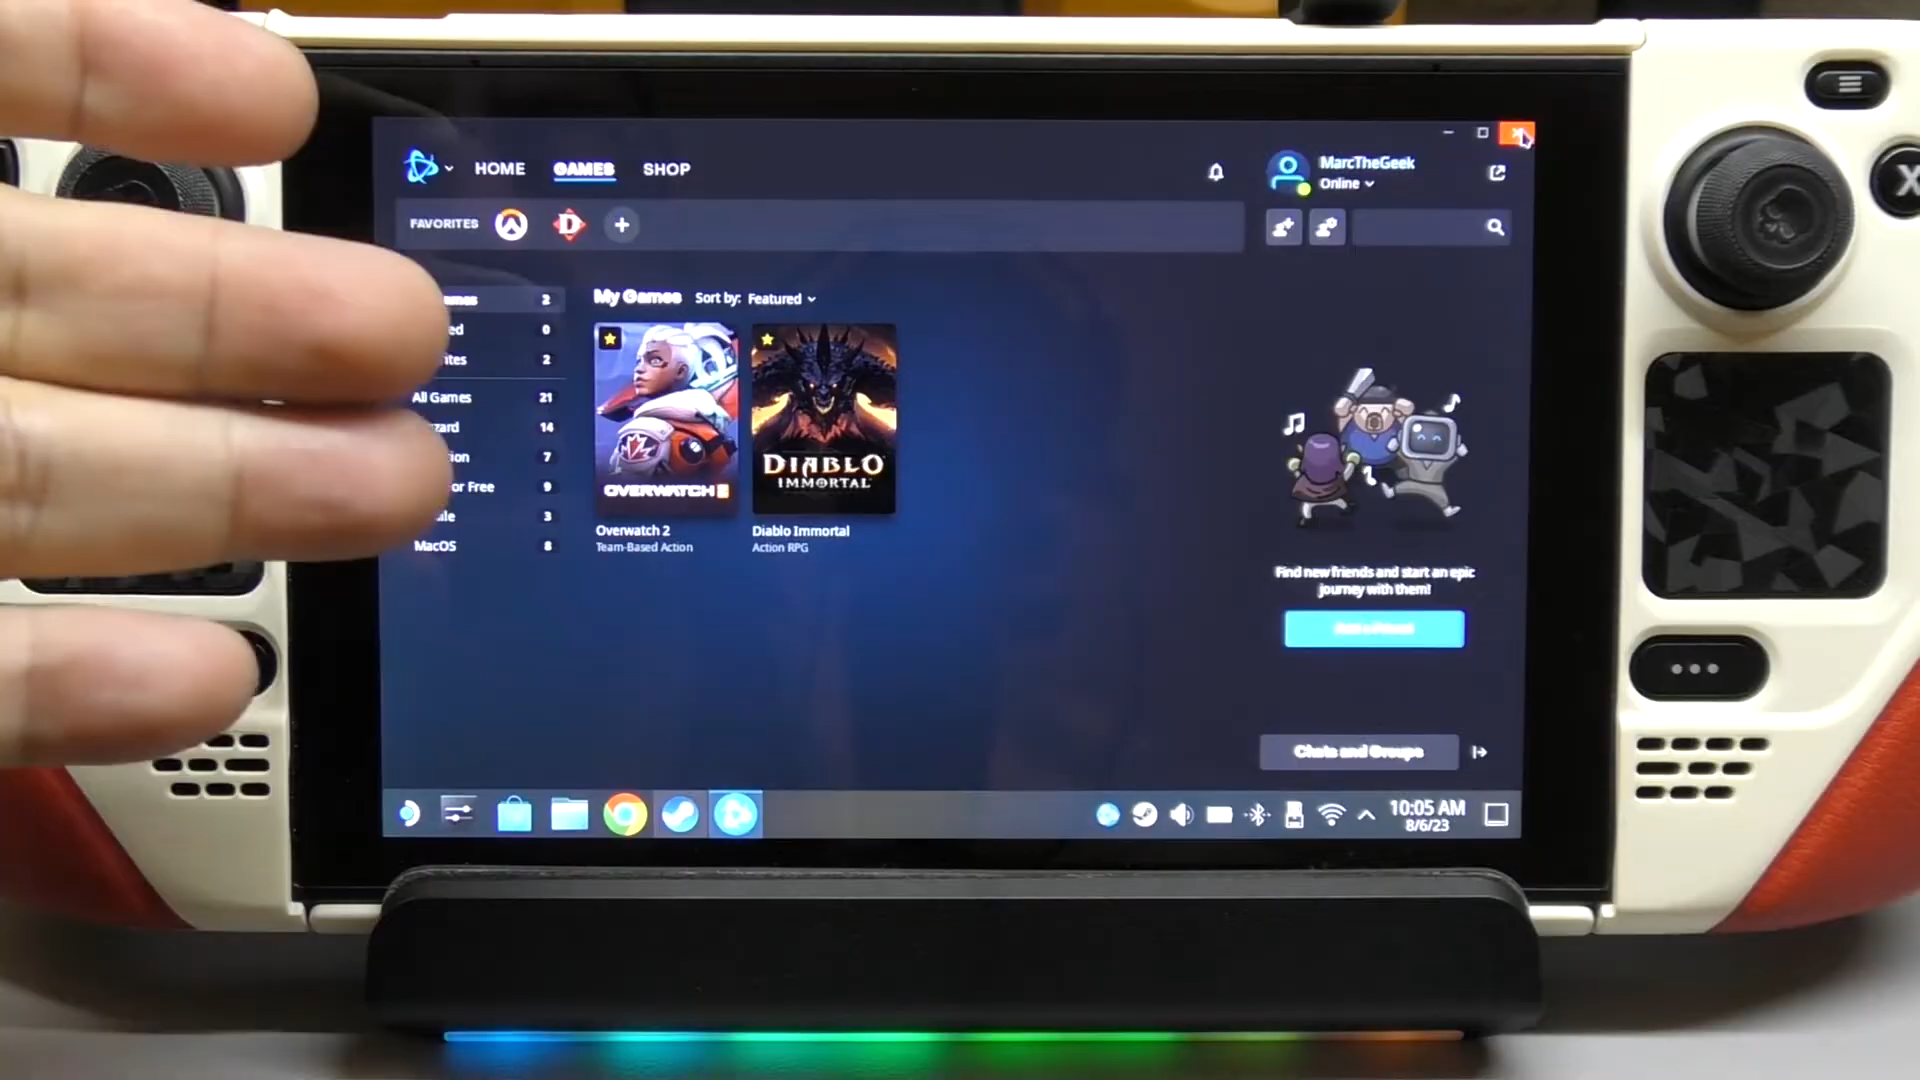 HOME GAMES SHOP
MarcTheGeek
Online
FAVORITES
My Games Sort by: Featured
2
0
2
All Games 21
14
7
or Free 9
3
MacOS 8
OVERWATCH 2
DIABLO
IMMORTAL
Overwatch 2
Team-Based Action
Diablo Immortal
Action RPG
Find new friends and start an epic
journey with them!
Chats and Groups
10:05 AM
8/6/23
X